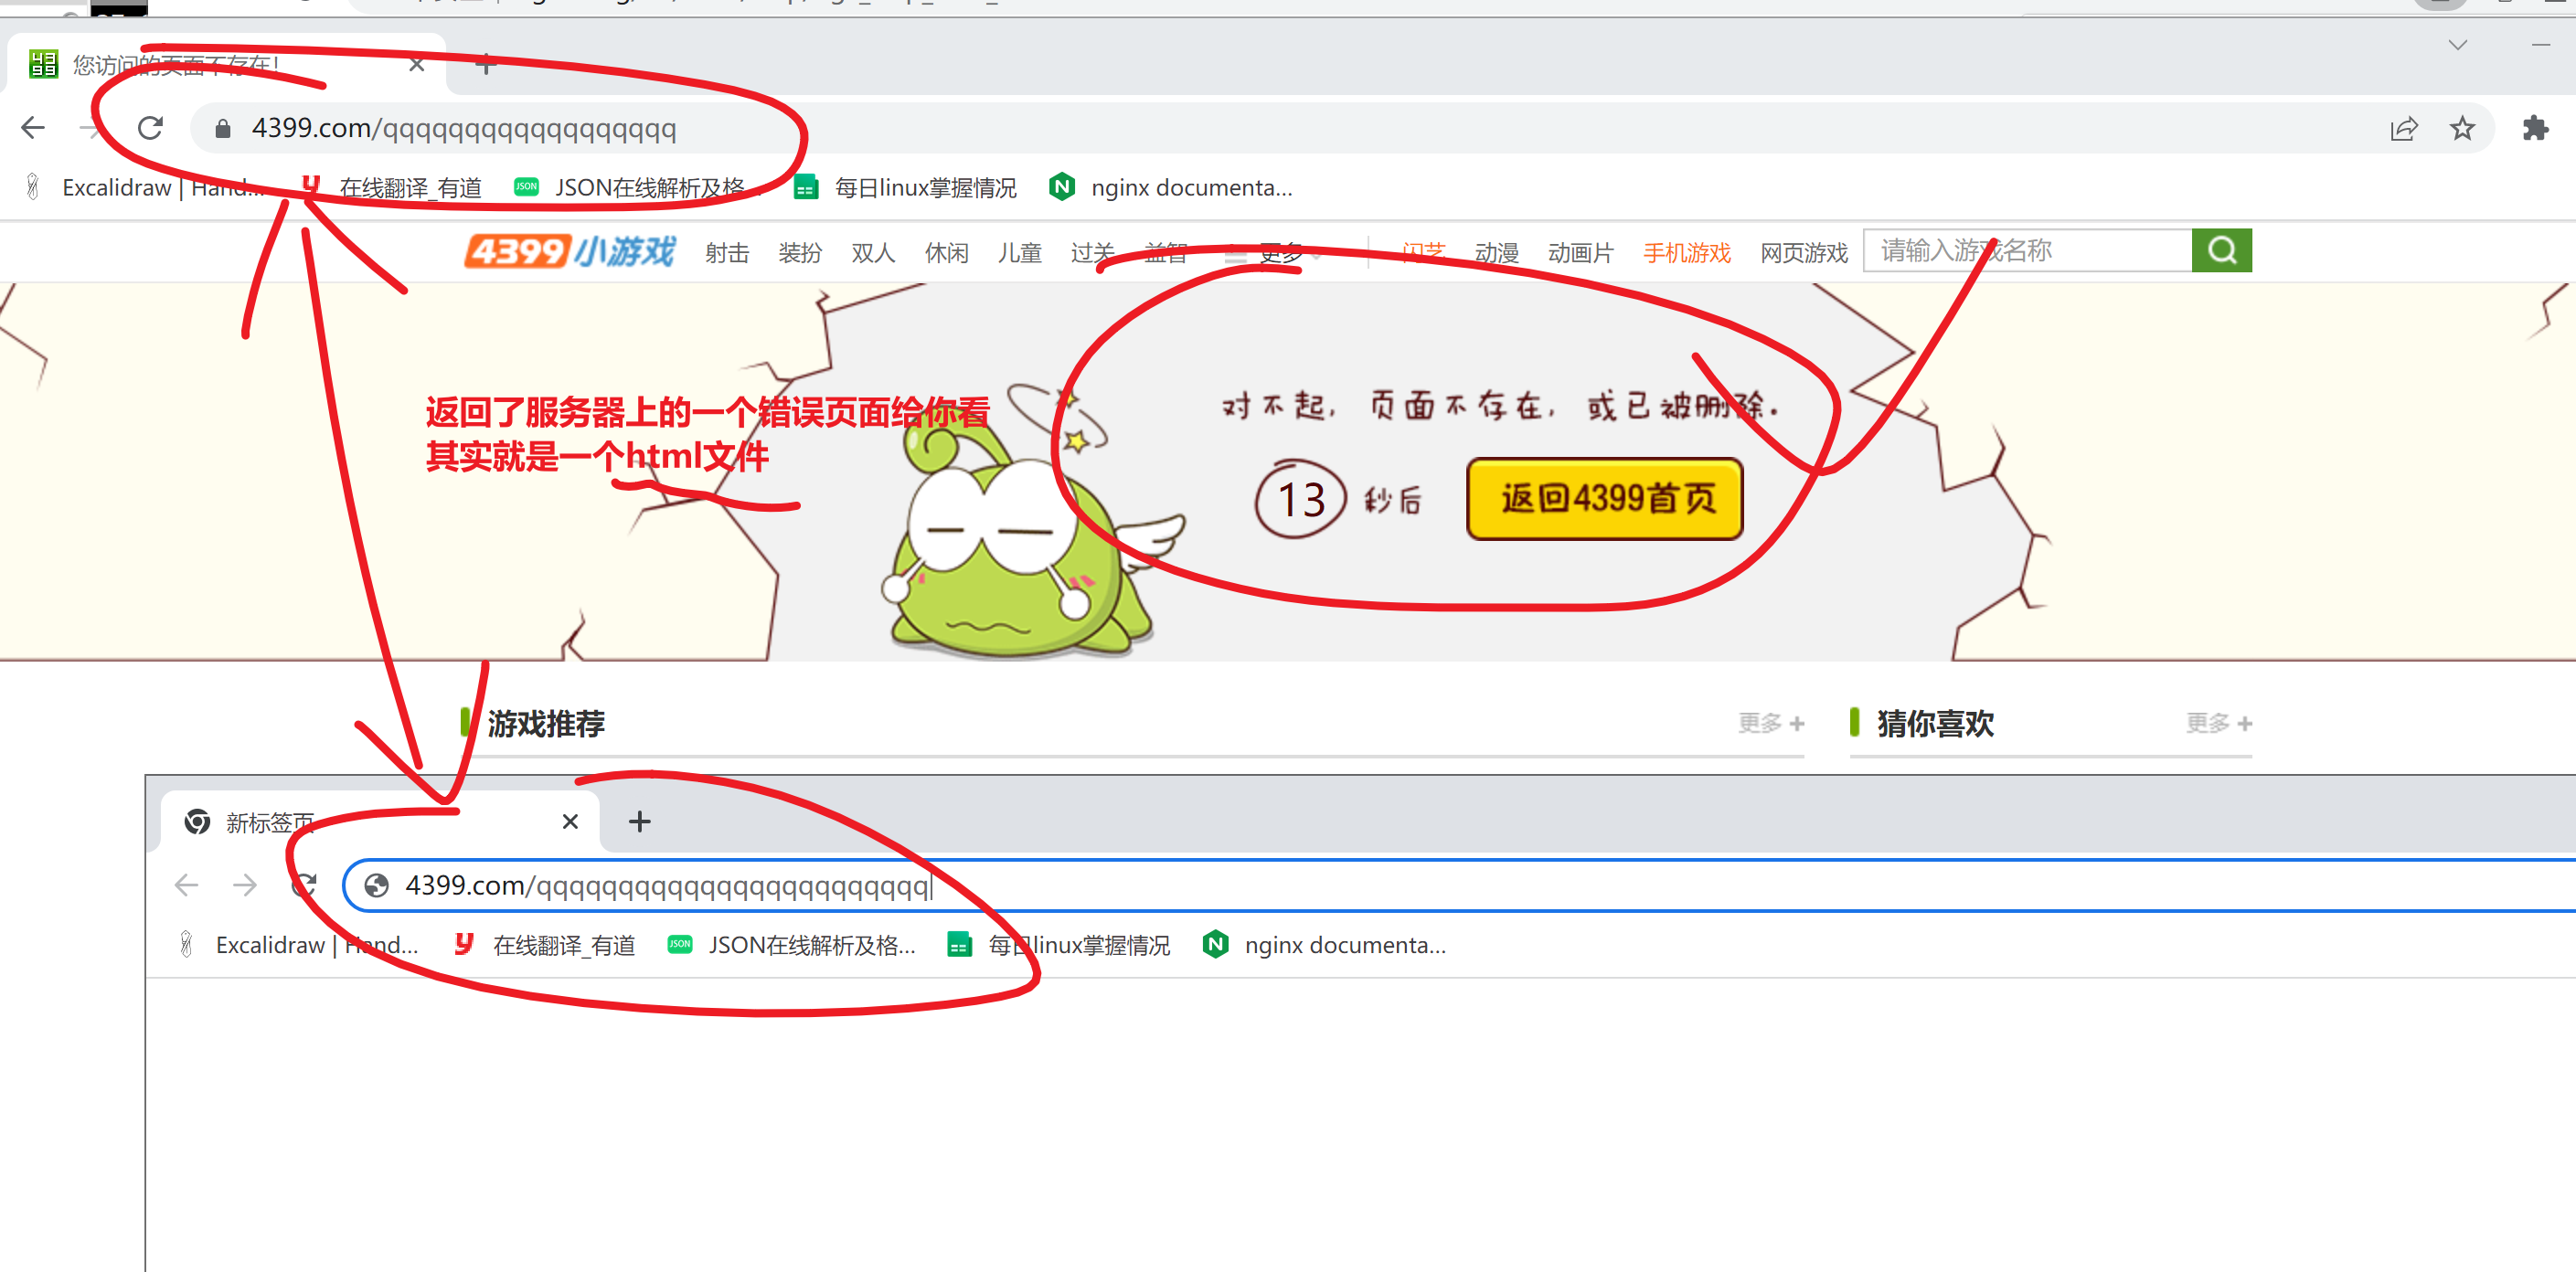 您访问的页面不存在!
4399.com/qqqqqqqqqqqqqqqqqq
Excalidraw | Hand... 在线翻译_有道 JSON JSON在线解析及格... 每日linux掌握情况 nginx documenta...
4399小游戏 射击 装扮 双人 休闲 儿童 过关 益智 更多 闪艺 动漫 动画片 手机游戏 网页游戏 请输入游戏名称
返回了服务器上的一个错误页面给你看
其实就是一个html文件
对不起，页面不存在，或已被删除.
13 秒后 返回4399首页
游戏推荐 更多 + 猜你喜欢 更多 +
新标签页
4399.com/qqqqqqqqqqqqqqqqqqqqqqqq
Excalidraw | Hand... 在线翻译_有道 JSON JSON在线解析及格... 每日linux掌握情况 nginx documenta...